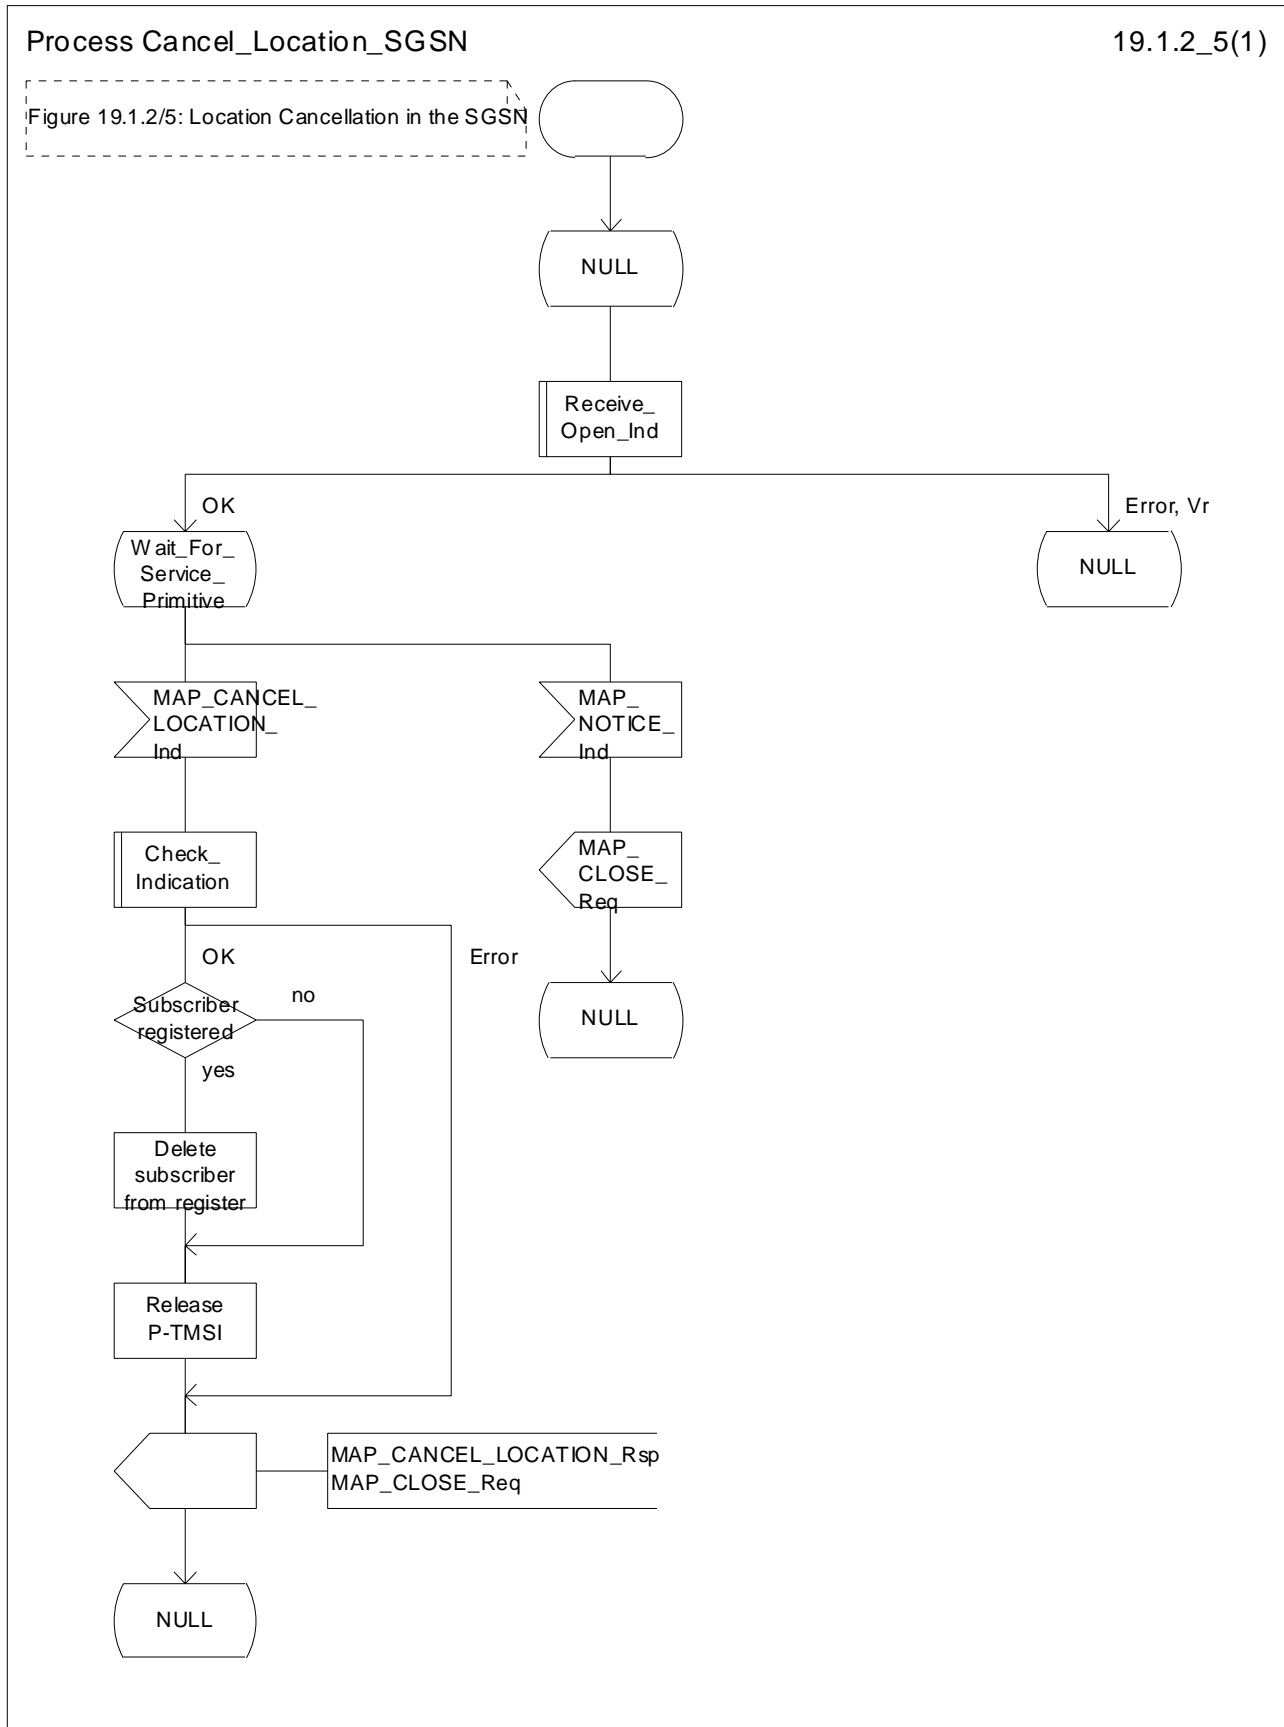 Process Cancel_Location_SGSN
19.1.2_5(1)
Figure 19.1.2/5: Location Cancellation in the SGSN
NULL
Receive_
Open_Ind
OK
Error, Vr
Wait_For_
Service_
Primitive
NULL
MAP_CANCEL_
LOCATION_
Ind
MAP_
NOTICE_
Ind
Check_
Indication
MAP_
CLOSE_
Req
OK
Error
Subscriber
registered
no
yes
NULL
Delete
subscriber
from register
Release
P-TMSI
MAP_CANCEL_LOCATION_Rsp
MAP_CLOSE_Req
NULL